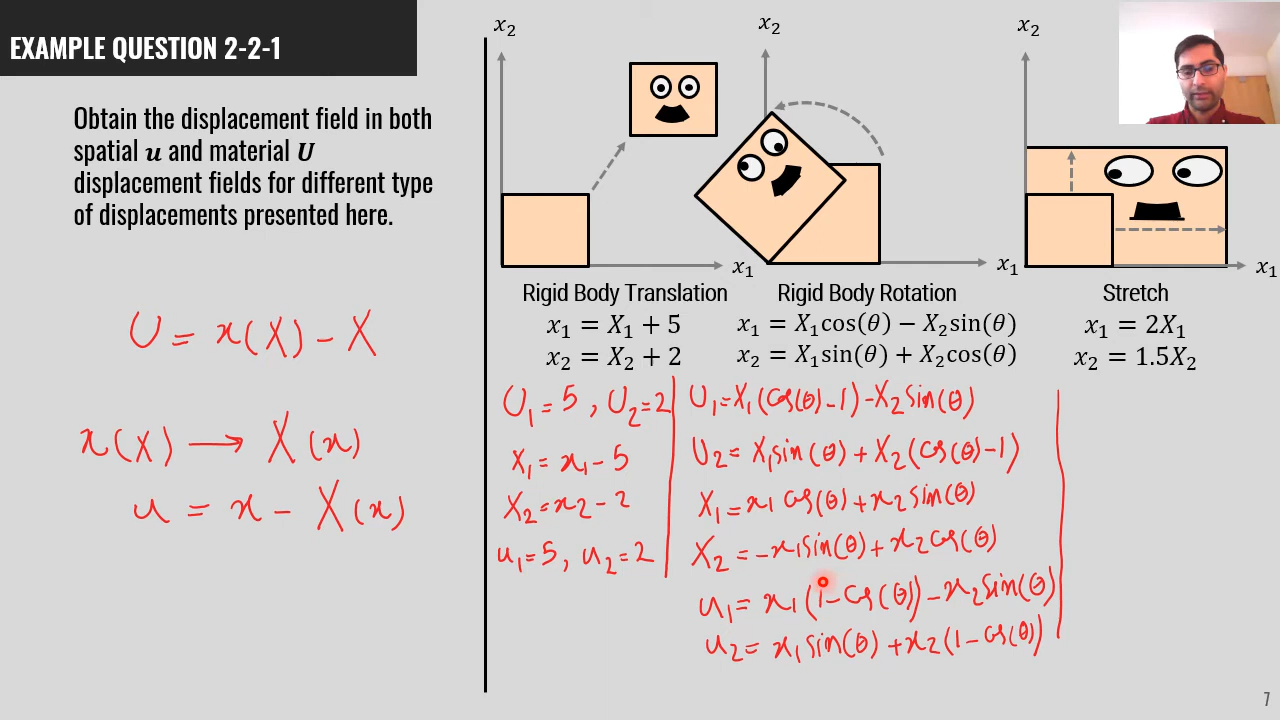 EXAMPLE QUESTION 2-2-1
Obtain the displacement field in both
spatial u and material U
displacement fields for different type
of displacements presented here.
U = x(X) - X
x(X) → X(x)
u = x - X(x)
x₂
x₁
Rigid Body Translation
x₁ = X₁ + 5
x₂ = X₂ + 2
U₁ = 5, U₂ = 2
X₁ = x₁ - 5
X₂ = x₂ - 2
u₁ = 5, u₂ = 2
x₂
x₁
Rigid Body Rotation
x₁ = X₁cos(θ) − X₂sin(θ)
x₂ = X₁sin(θ) + X₂cos(θ)
U₁ = X₁(cos(θ) - 1) - X₂ sin(θ)
U₂ = X₁ sin(θ) + X₂(cos(θ) - 1)
X₁ = x₁ cos(θ) + x₂ sin(θ)
X₂ = -x₁ sin(θ) + x₂ cos(θ)
u₁ = x₁(1 - cos(θ)) - x₂ sin(θ)
u₂ = x₁ sin(θ) + x₂(1 - cos(θ))
x₂
x₁
Stretch
x₁ = 2X₁
x₂ = 1.5X₂
7